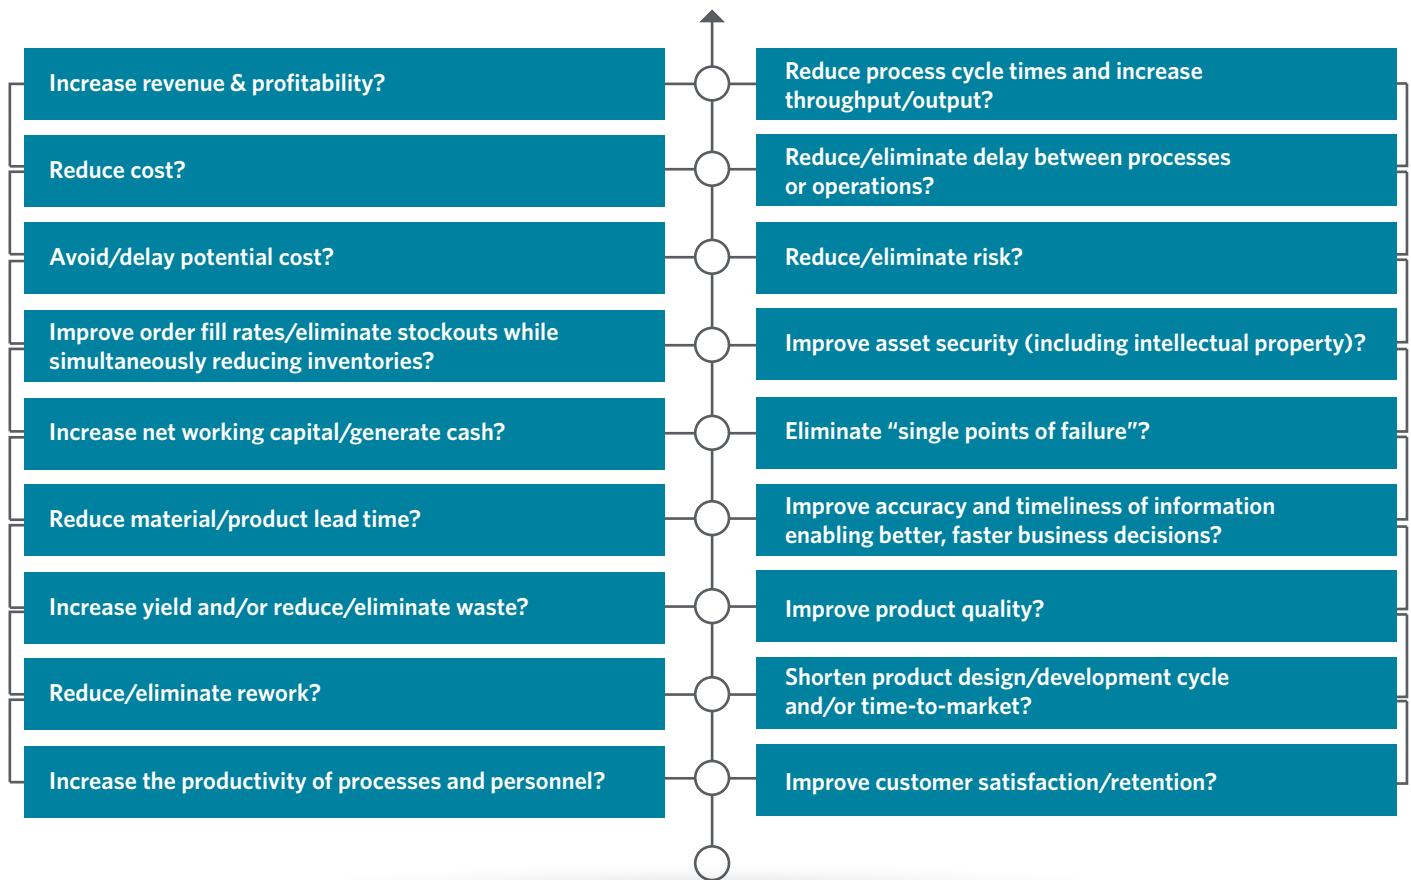 Increase revenue & profitability?
Reduce cost?
Avoid/delay potential cost?
Improve order fill rates/eliminate stockouts while
simultaneously reducing inventories?
Increase net working capital/generate cash?
Reduce material/product lead time?
Increase yield and/or reduce/eliminate waste?
Reduce/eliminate rework?
Increase the productivity of processes and personnel?
Reduce process cycle times and increase
throughput/output?
Reduce/eliminate delay between processes
or operations?
Reduce/eliminate risk?
Improve asset security (including intellectual property)?
Eliminate “single points of failure”?
Improve accuracy and timeliness of information
enabling better, faster business decisions?
Improve product quality?
Shorten product design/development cycle
and/or time-to-market?
Improve customer satisfaction/retention?